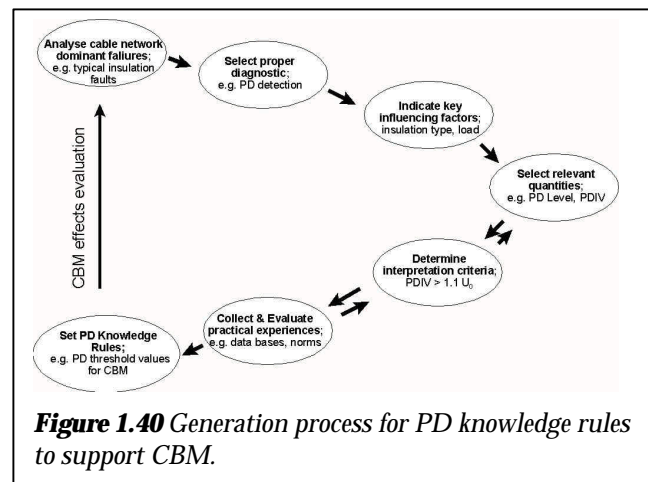 Analyse cable network
dominant failures;
e.g. typical insulation
faults
Select proper
diagnostic;
e.g. PD detection
Indicate key
influencing factors;
insulation type, load
Select relevant
quantities;
e.g. PD Level, PDIV
Determine
interpretation criteria;
PDIV > 1.1 U₀
Collect & Evaluate
practical experiences;
e.g. data bases, norms
Set PD Knowledge
Rules;
e.g. PD threshold values
for CBM
CBM effects evaluation
Figure 1.40 Generation process for PD knowledge rules
to support CBM.